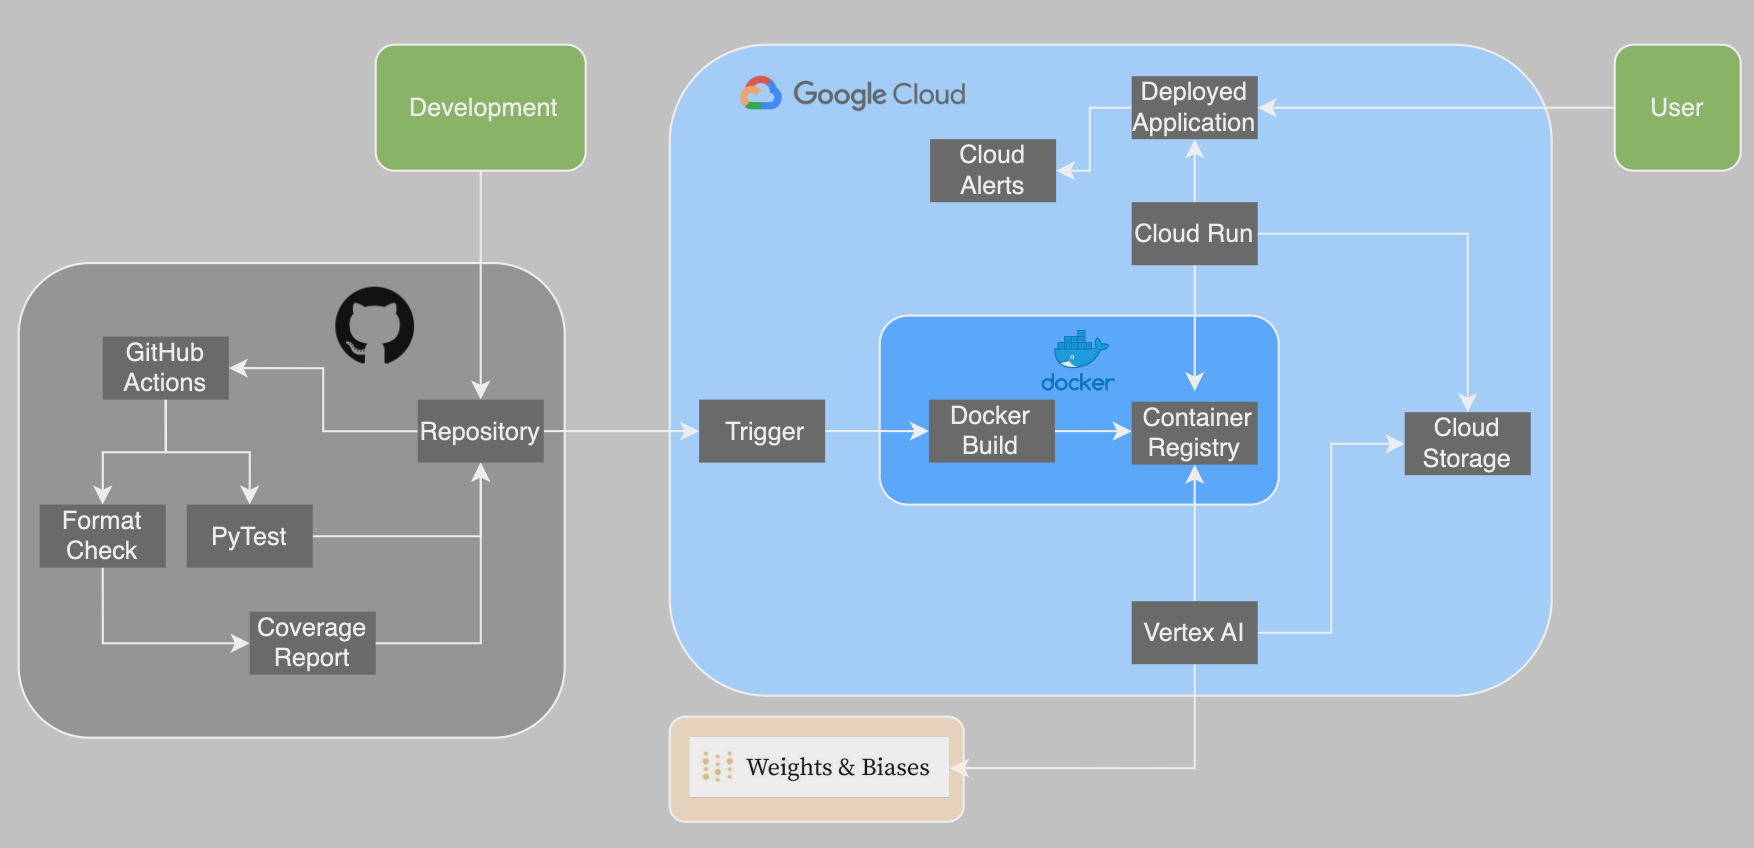 Development
Google Cloud
Deployed
Application
User
Cloud
Alerts
Cloud Run
GitHub
Actions
docker
Repository
Trigger
Docker
Build
Container
Registry
Cloud
Storage
Format
Check
PyTest
Coverage
Report
Vertex AI
Weights & Biases